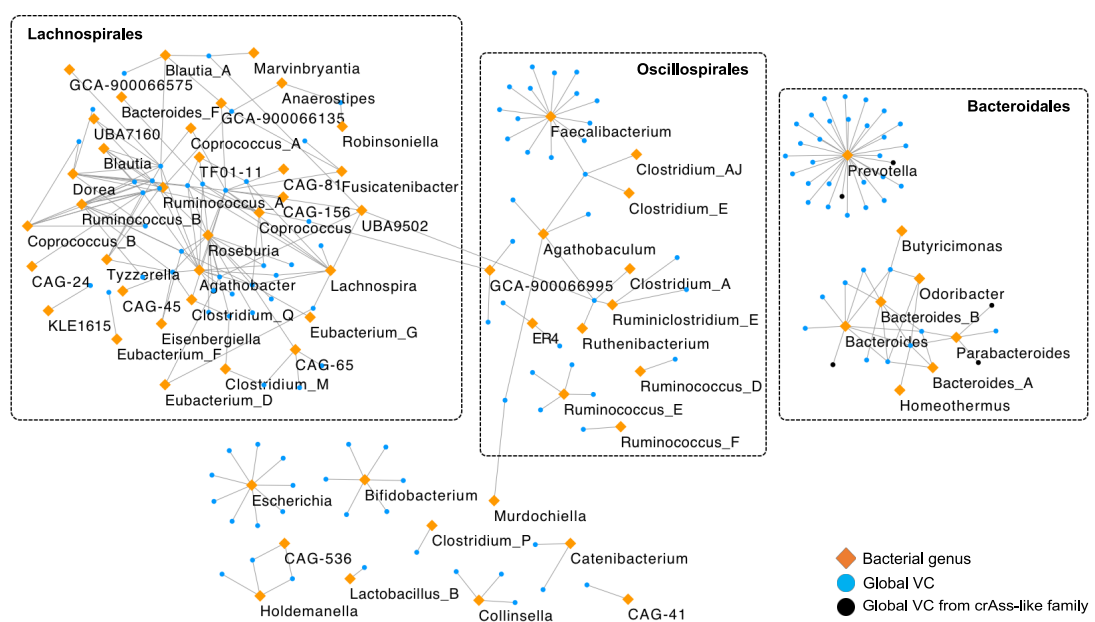 Lachnospirales
Blautia_A
Marvinbryantia
GCA-900066575
Anaerostipes
Bacteroides_F
GCA-900066135
UBA7160
Coprococcus_A
Robinsoniella
Blautia
TF01-11
Dorea
CAG-81
Fusicatenibacter
Ruminococcus_A
Ruminococcus_B
CAG-156
Coprococcus
UBA9502
Coprococcus_B
Roseburia
CAG-24
Tyzzerella
Agathobacter
Lachnospira
CAG-45
Clostridium_Q
KLE1615
Eisenbergiella
Eubacterium_G
Eubacterium_F
CAG-65
Clostridium_M
Eubacterium_D
Oscillospirales
Faecalibacterium
Clostridium_AJ
Clostridium_E
Agathobaculum
GCA-900066995
Clostridium_A
Ruminiclostridium_E
ER4
Ruthenibacterium
Ruminococcus_D
Ruminococcus_E
Ruminococcus_F
Bacteroidales
Prevotella
Butyricimonas
Odoribacter
Bacteroides_B
Bacteroides
Parabacteroides
Bacteroides_A
Homeothermus
Escherichia
Bifidobacterium
Murdochiella
Clostridium_P
CAG-536
Catenibacterium
Lactobacillus_B
Holdemanella
Collinsella
CAG-41
Bacterial genus
Global VC
Global VC from crAss-like family